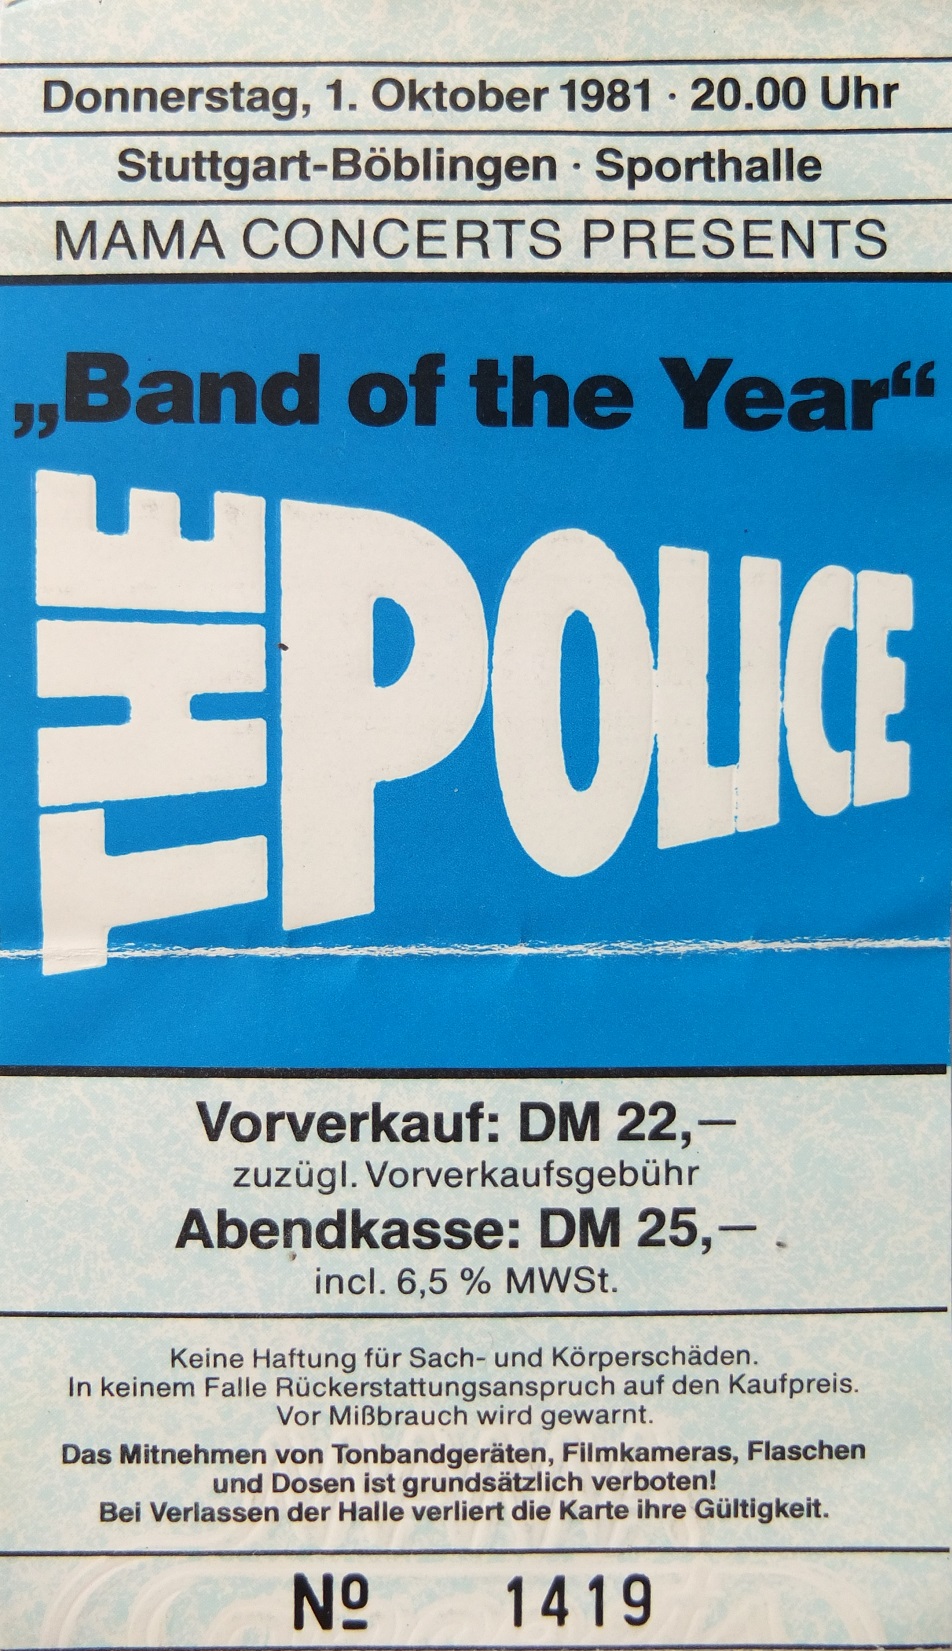 Donnerstag, 1. Oktober 1981 · 20.00 Uhr
Stuttgart-Böblingen · Sporthalle
MAMA CONCERTS PRESENTS
„Band of the Year“
THE POLICE
Vorverkauf: DM 22,—
zuzügl. Vorverkaufsgebühr
Abendkasse: DM 25,—
incl. 6,5 % MWSt.
Keine Haftung für Sach- und Körperschäden.
In keinem Falle Rückerstattungsanspruch auf den Kaufpreis.
Vor Mißbrauch wird gewarnt.
Das Mitnehmen von Tonbandgeräten, Filmkameras, Flaschen
und Dosen ist grundsätzlich verboten!
Bei Verlassen der Halle verliert die Karte ihre Gültigkeit.
Nº 1419